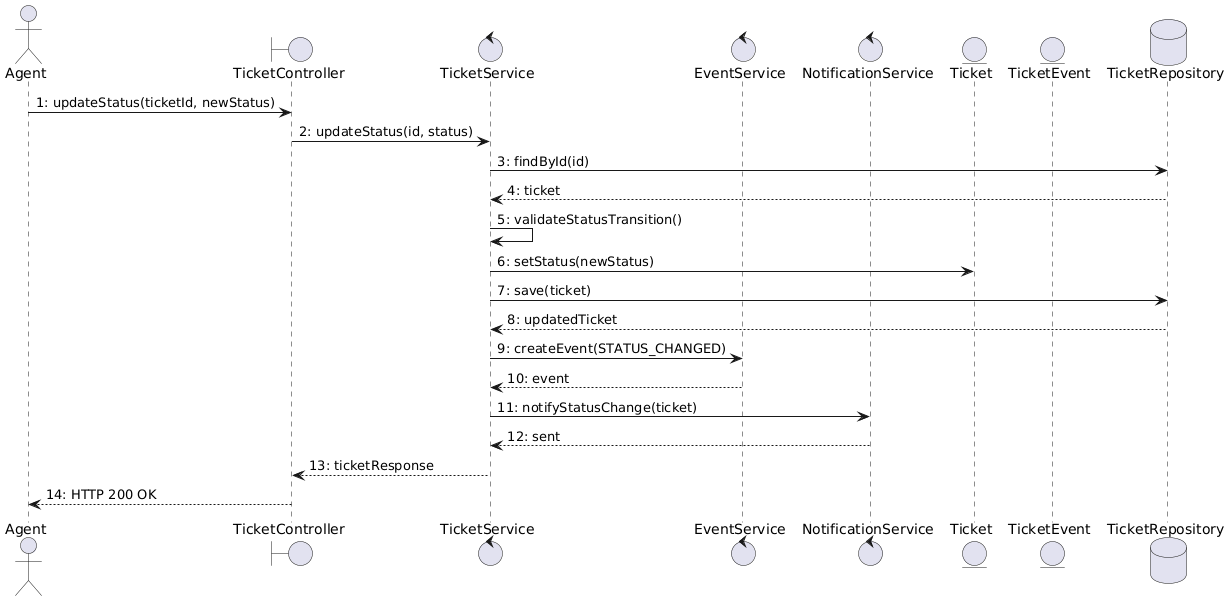 Agent
TicketController
TicketService
EventService
NotificationService
Ticket
TicketEvent
TicketRepository
1: updateStatus(ticketId, newStatus)
2: updateStatus(id, status)
3: findById(id)
4: ticket
5: validateStatusTransition()
6: setStatus(newStatus)
7: save(ticket)
8: updatedTicket
9: createEvent(STATUS_CHANGED)
10: event
11: notifyStatusChange(ticket)
12: sent
13: ticketResponse
14: HTTP 200 OK
Agent
TicketController
TicketService
EventService
NotificationService
Ticket
TicketEvent
TicketRepository